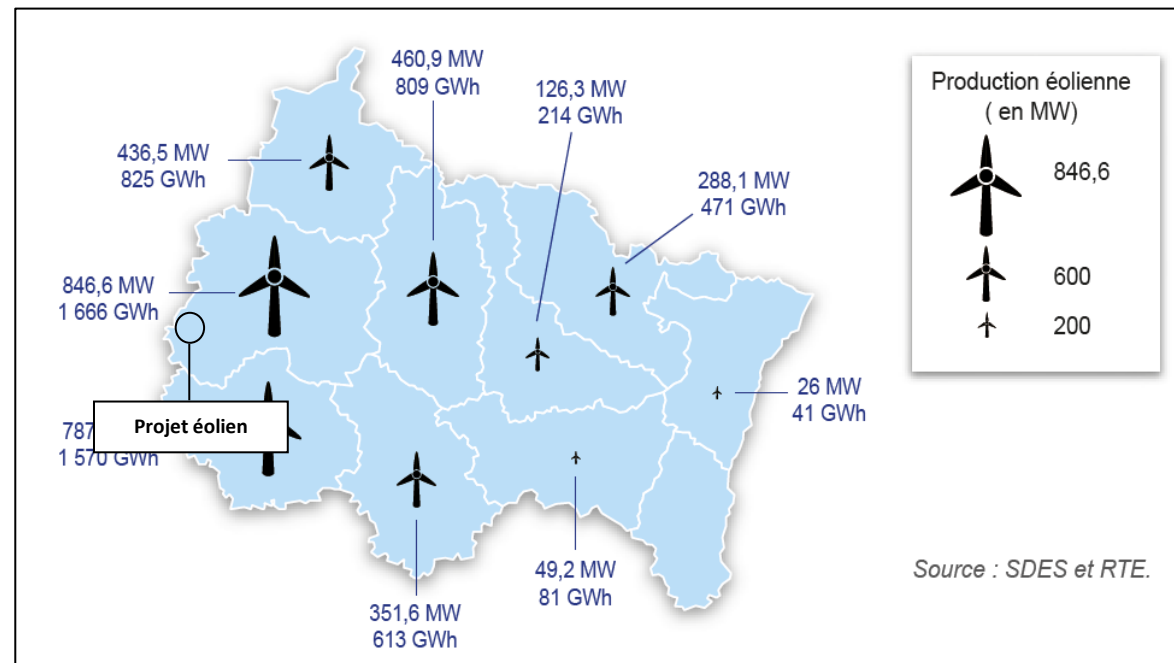 460,9 MW
809 GWh
126,3 MW
214 GWh
436,5 MW
825 GWh
288,1 MW
471 GWh
846,6 MW
1 666 GWh
Projet éolien
787
1 570 GWh
26 MW
41 GWh
49,2 MW
81 GWh
351,6 MW
613 GWh
Production éolienne
( en MW)
846,6
600
200
Source : SDES et RTE.